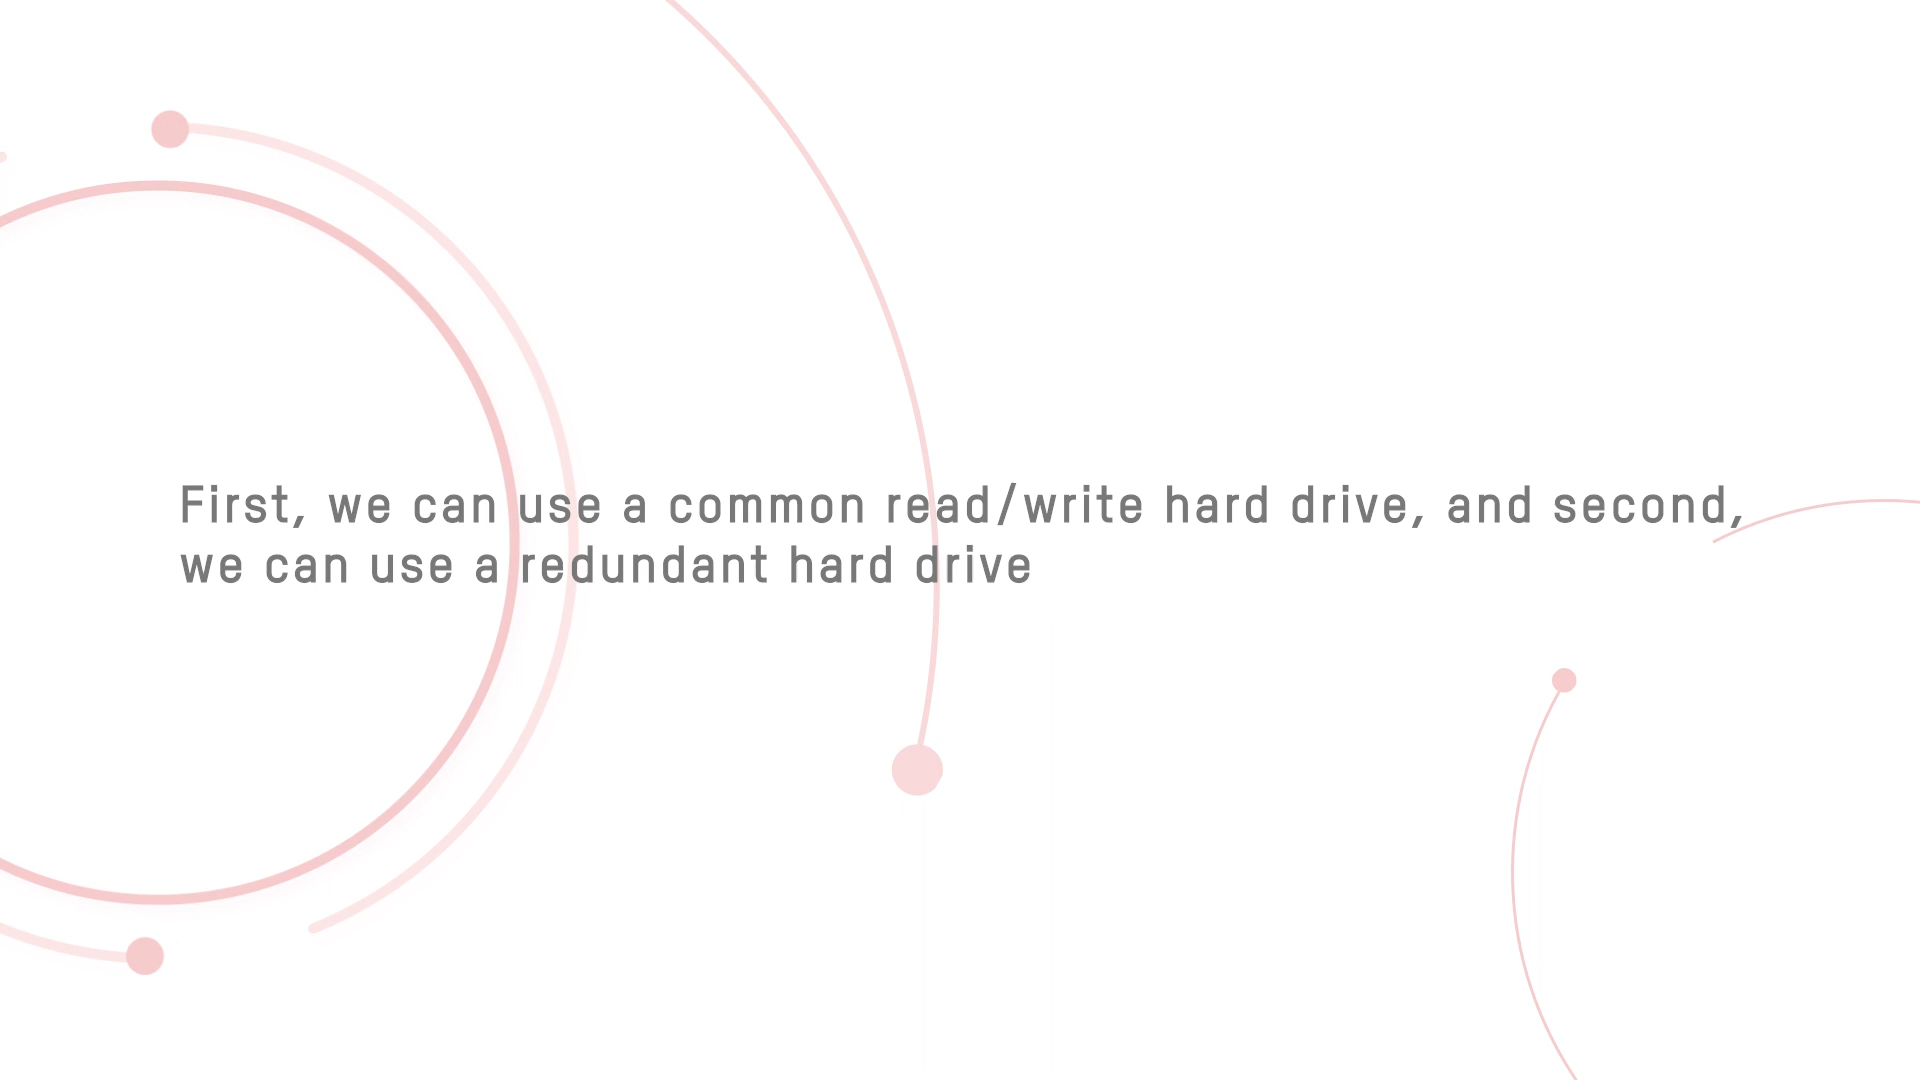 First, we can use a common read/write hard drive, and second,
we can use a redundant hard drive